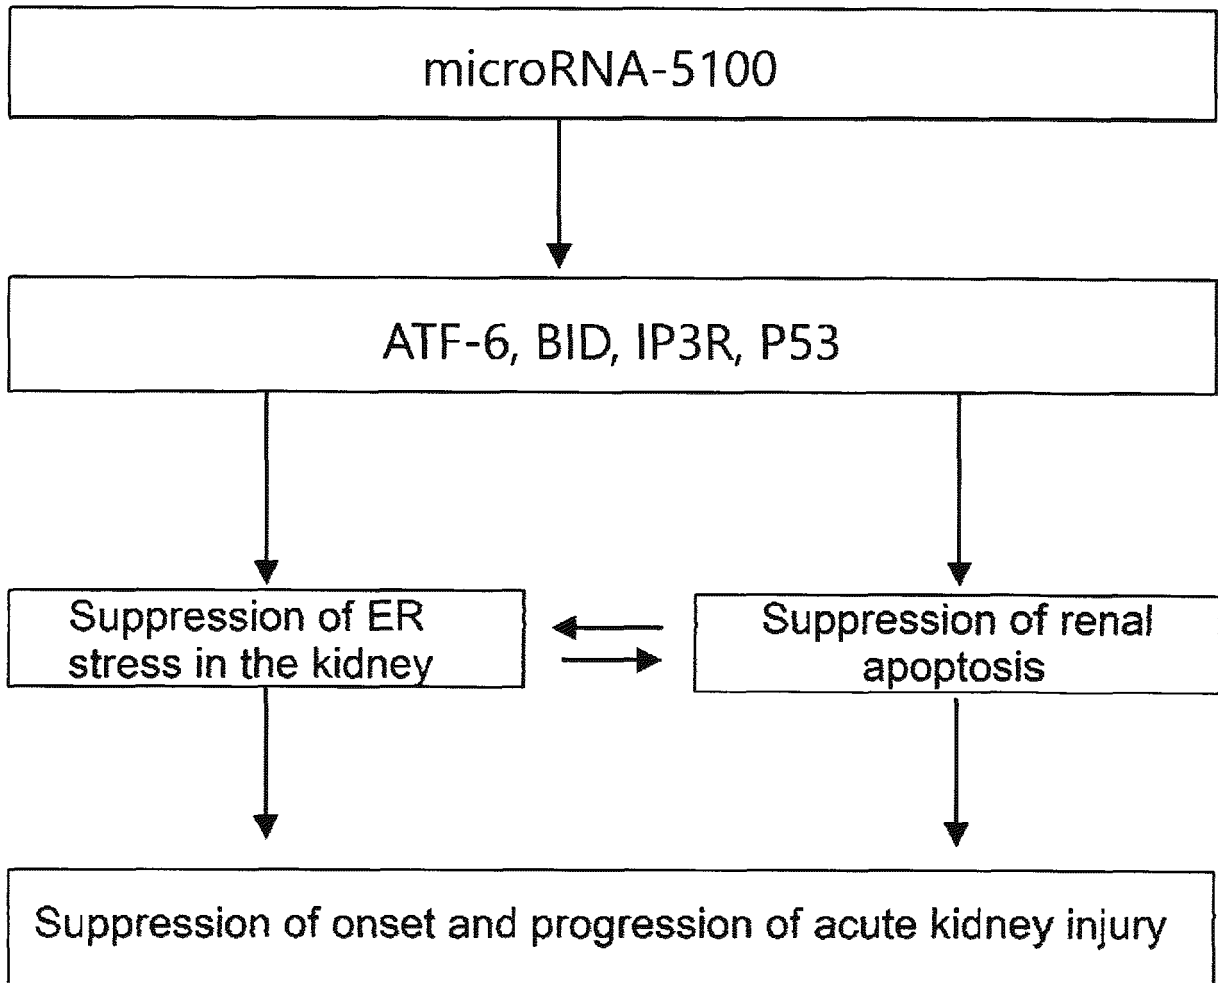 microRNA-5100
ATF-6, BID, IP3R, P53
Suppression of ER
stress in the kidney
Suppression of renal
apoptosis
Suppression of onset and progression of acute kidney injury